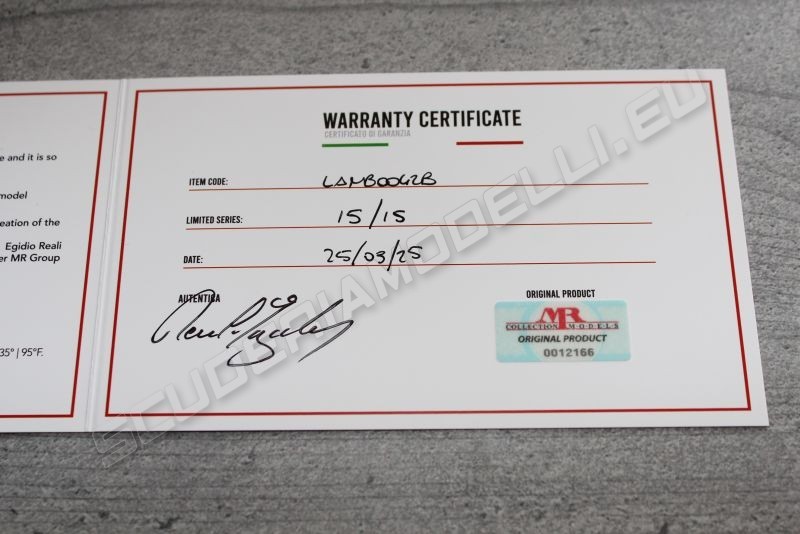 e and it is so
model
eation of the
Egidio Reali
er MR Group
35° | 95°F.
WARRANTY CERTIFICATE
CERTIFICATO DI GARANZIA
ITEM CODE: LAMB0042B
LIMITED SERIES: 15/15
DATE: 25/03/25
AUTENTICA
ORIGINAL PRODUCT
MR
COLLECTION MODELS
ORIGINAL PRODUCT
0012166
SCUDERIAMODELLI.EU